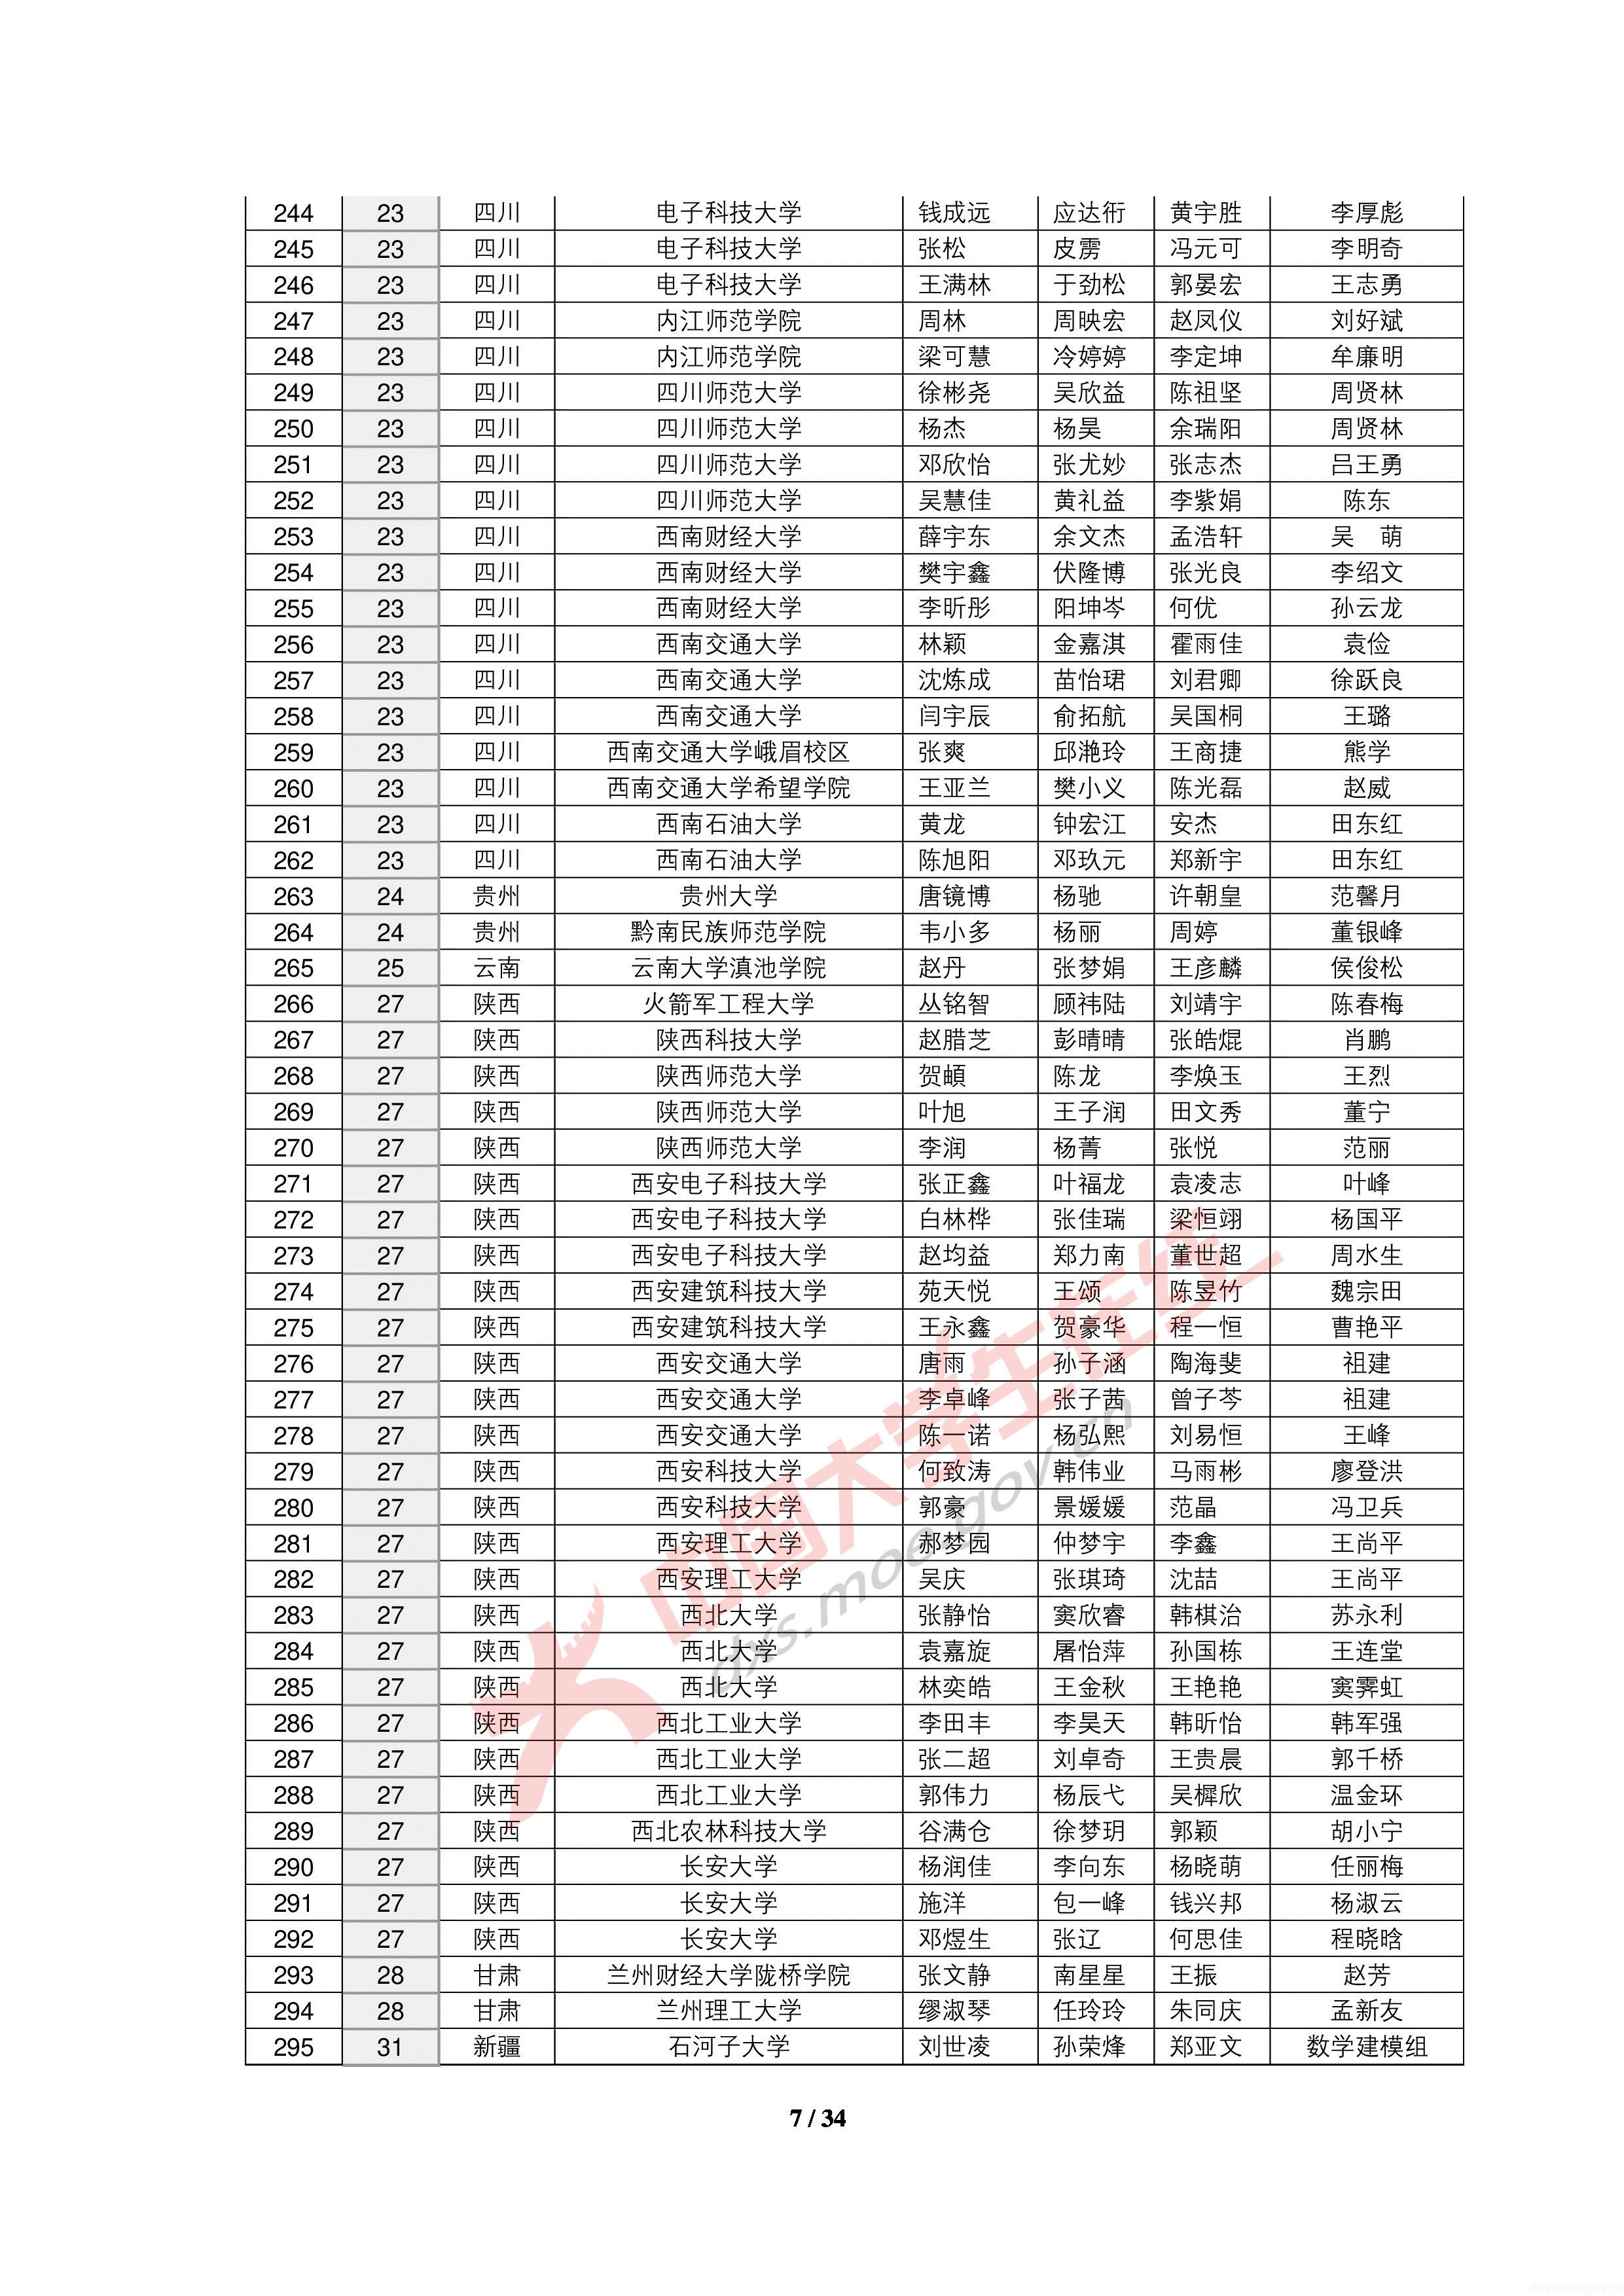 244 23 四川 电子科技大学 钱成远 应达衍 黄宇胜 李厚彪
245 23 四川 电子科技大学 张松 皮雳 冯元可 李明奇
246 23 四川 电子科技大学 王满林 于劲松 郭晏宏 王志勇
247 23 四川 内江师范学院 周林 周映宏 赵凤仪 刘好斌
248 23 四川 内江师范学院 梁可慧 冷婷婷 李定坤 牟廉明
249 23 四川 四川师范大学 徐彬尧 吴欣益 陈祖坚 周贤林
250 23 四川 四川师范大学 杨杰 杨昊 余瑞阳 周贤林
251 23 四川 四川师范大学 邓欣怡 张尤妙 张志杰 吕王勇
252 23 四川 四川师范大学 吴慧佳 黄礼益 李紫娟 陈东
253 23 四川 西南财经大学 薛宇东 余文杰 孟浩轩 吴 萌
254 23 四川 西南财经大学 樊宇鑫 伏隆博 张光良 李绍文
255 23 四川 西南财经大学 李昕彤 阳坤岑 何优 孙云龙
256 23 四川 西南交通大学 林颖 金嘉淇 霍雨佳 袁俭
257 23 四川 西南交通大学 沈炼成 苗怡珺 刘君卿 徐跃良
258 23 四川 西南交通大学 闫宇辰 俞拓航 吴国桐 王璐
259 23 四川 西南交通大学峨眉校区 张爽 邱滟玲 王商捷 熊学
260 23 四川 西南交通大学希望学院 王亚兰 樊小义 陈光磊 赵威
261 23 四川 西南石油大学 黄龙 钟宏江 安杰 田东红
262 23 四川 西南石油大学 陈旭阳 邓玖元 郑新宇 田东红
263 24 贵州 贵州大学 唐镜博 杨驰 许朝皇 范馨月
264 24 贵州 黔南民族师范学院 韦小多 杨丽 周婷 董银峰
265 25 云南 云南大学滇池学院 赵丹 张梦娟 王彦麟 侯俊松
266 27 陕西 火箭军工程大学 丛铭智 顾祎陆 刘靖宇 陈春梅
267 27 陕西 陕西科技大学 赵腊芝 彭晴晴 张皓焜 肖鹏
268 27 陕西 陕西师范大学 贺頔 陈龙 李焕玉 王烈
269 27 陕西 陕西师范大学 叶旭 王子润 田文秀 董宁
270 27 陕西 陕西师范大学 李润 杨菁 张悦 范丽
271 27 陕西 西安电子科技大学 张正鑫 叶福龙 袁凌志 叶峰
272 27 陕西 西安电子科技大学 白林桦 张佳瑞 梁恒翊 杨国平
273 27 陕西 西安电子科技大学 赵均益 郑力南 董世超 周水生
274 27 陕西 西安建筑科技大学 苑天悦 王颂 陈昱竹 魏宗田
275 27 陕西 西安建筑科技大学 王永鑫 贺豪华 程一恒 曹艳平
276 27 陕西 西安交通大学 唐雨 孙子涵 陶海斐 祖建
277 27 陕西 西安交通大学 李卓峰 张子茜 曾子芩 祖建
278 27 陕西 西安交通大学 陈一诺 杨弘熙 刘易恒 王峰
279 27 陕西 西安科技大学 何政涛 韩伟业 马雨彬 廖登洪
280 27 陕西 西安科技大学 郭豪 景媛媛 范晶 冯卫兵
281 27 陕西 西安理工大学 郝梦园 仲梦宇 李鑫 王尚平
282 27 陕西 西安理工大学 吴庆 张琪琦 沈喆 王尚平
283 27 陕西 西北大学 张静怡 窦欣睿 韩棋治 苏永利
284 27 陕西 西北大学 袁嘉旋 屠怡萍 孙国栋 王连堂
285 27 陕西 西北大学 林奕皓 王金秋 王艳艳 窦霁虹
286 27 陕西 西北工业大学 李田丰 李昊天 韩昕怡 韩军强
287 27 陕西 西北工业大学 张二超 刘卓奇 王贵晨 郭千桥
288 27 陕西 西北工业大学 郭伟力 杨辰弋 吴樨欣 温金环
289 27 陕西 西北农林科技大学 谷满仓 徐梦玥 郭颖 胡小宁
290 27 陕西 长安大学 杨润佳 李向东 杨晓萌 任丽梅
291 27 陕西 长安大学 施洋 包一峰 钱兴邦 杨淑云
292 27 陕西 长安大学 邓煜生 张辽 何思佳 程晓晗
293 28 甘肃 兰州财经大学陇桥学院 张文静 南星星 王振 赵芳
294 28 甘肃 兰州理工大学 缪淑琴 任玲玲 朱同庆 孟新友
295 31 新疆 石河子大学 刘世凌 孙荣烽 郑亚文 数学建模组
中国大学生在线
dxs.moe.gov.cn
7 / 34